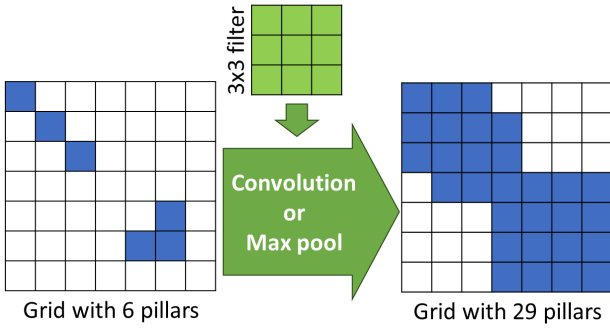 3x3 filter
Convolution
or
Max pool
Grid with 6 pillars
Grid with 29 pillars